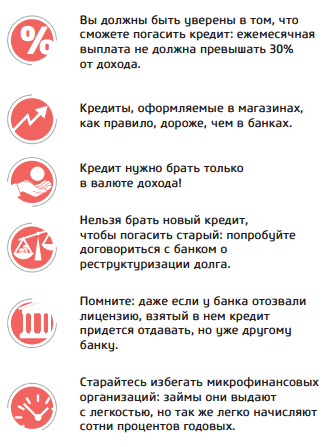 Вы должны быть уверены в том, что
сможете погасить кредит: ежемесячная
выплата не должна превышать 30%
от дохода.
Кредиты, оформляемые в магазинах,
как правило, дороже, чем в банках.
Кредит нужно брать только
в валюте дохода!
Нельзя брать новый кредит,
чтобы погасить старый: попробуйте
договориться с банком о
реструктуризации долга.
Помните: даже если у банка отозвали
лицензию, взятый в нем кредит
придется отдавать, но уже другому
банку.
Старайтесь избегать микрофинансовых
организаций: займы они выдают
с легкостью, но так же легко начисляют
сотни процентов годовых.